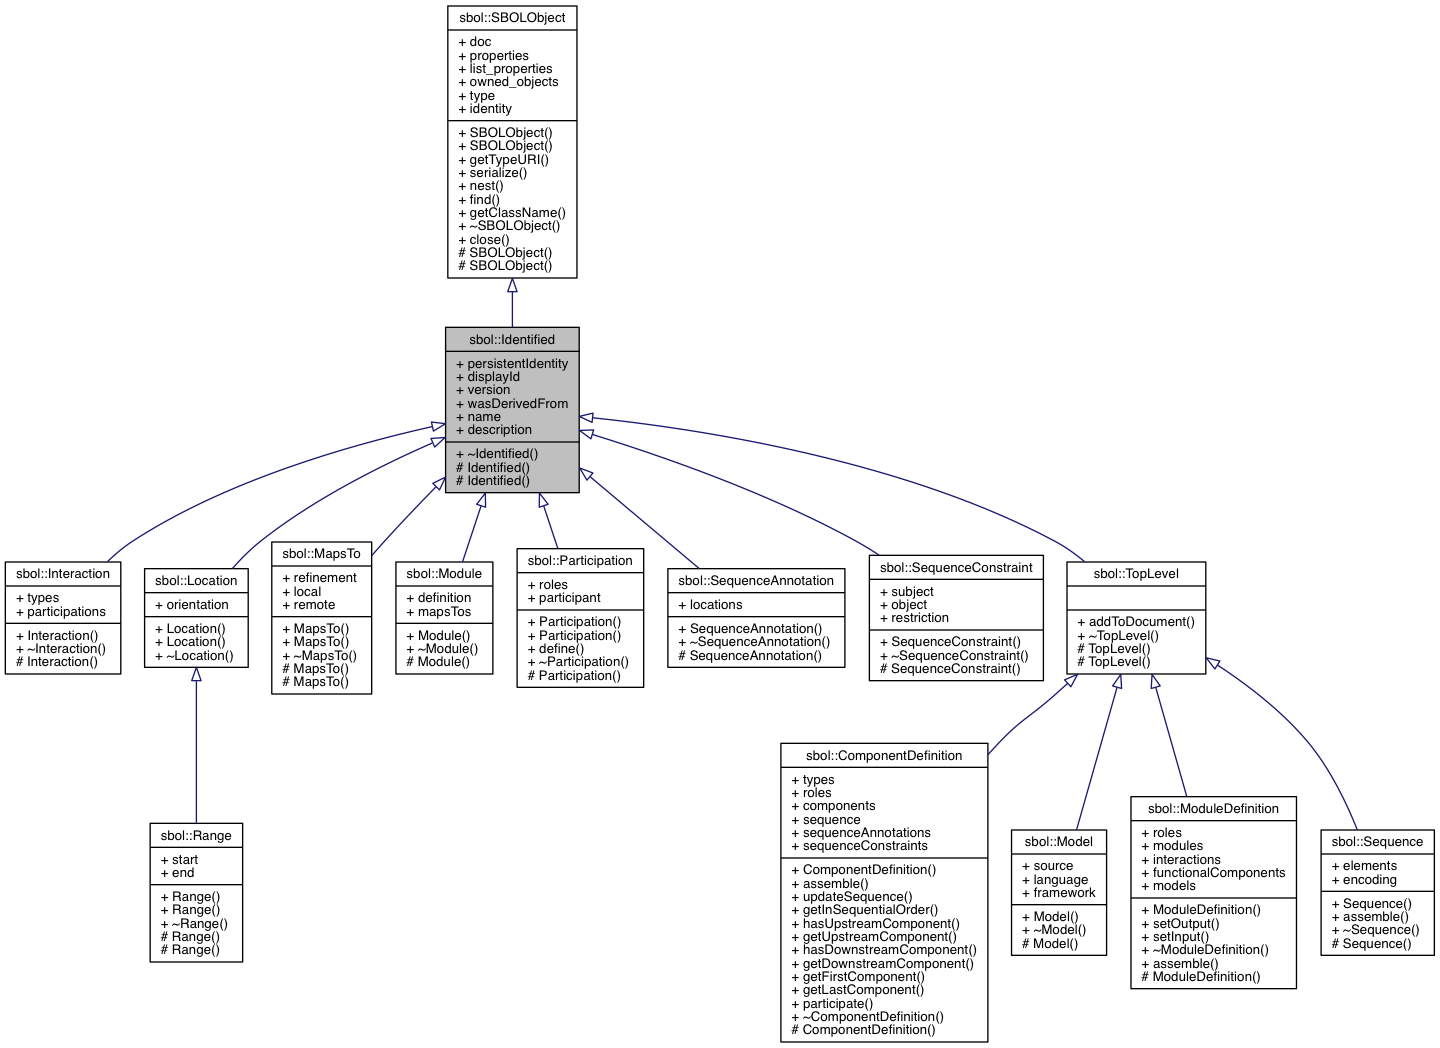 sbol::SBOLObject
+ doc
+ properties
+ list_properties
+ owned_objects
+ type
+ identity
+ SBOLObject()
+ SBOLObject()
+ getTypeURI()
+ serialize()
+ nest()
+ find()
+ getClassName()
+ ~SBOLObject()
+ close()
# SBOLObject()
# SBOLObject()
sbol::Identified
+ persistentIdentity
+ displayId
+ version
+ wasDerivedFrom
+ name
+ description
+ ~Identified()
# Identified()
# Identified()
sbol::Interaction
+ types
+ participations
+ Interaction()
+ ~Interaction()
# Interaction()
sbol::Location
+ orientation
+ Location()
+ Location()
+ ~Location()
sbol::MapsTo
+ refinement
+ local
+ remote
+ MapsTo()
+ MapsTo()
+ ~MapsTo()
# MapsTo()
# MapsTo()
sbol::Module
+ definition
+ mapsTos
+ Module()
+ ~Module()
# Module()
sbol::Participation
+ roles
+ participant
+ Participation()
+ Participation()
+ define()
+ ~Participation()
# Participation()
sbol::SequenceAnnotation
+ locations
+ SequenceAnnotation()
+ ~SequenceAnnotation()
# SequenceAnnotation()
sbol::SequenceConstraint
+ subject
+ object
+ restriction
+ SequenceConstraint()
+ ~SequenceConstraint()
# SequenceConstraint()
sbol::TopLevel
+ addToDocument()
+ ~TopLevel()
# TopLevel()
# TopLevel()
sbol::Range
+ start
+ end
+ Range()
+ Range()
+ ~Range()
# Range()
# Range()
sbol::ComponentDefinition
+ types
+ roles
+ components
+ sequence
+ sequenceAnnotations
+ sequenceConstraints
+ ComponentDefinition()
+ assemble()
+ updateSequence()
+ getInSequentialOrder()
+ hasUpstreamComponent()
+ getUpstreamComponent()
+ hasDownstreamComponent()
+ getDownstreamComponent()
+ getFirstComponent()
+ getLastComponent()
+ participate()
+ ~ComponentDefinition()
# ComponentDefinition()
sbol::Model
+ source
+ language
+ framework
+ Model()
+ ~Model()
# Model()
sbol::ModuleDefinition
+ roles
+ modules
+ interactions
+ functionalComponents
+ models
+ ModuleDefinition()
+ setOutput()
+ setInput()
+ ~ModuleDefinition()
+ assemble()
# ModuleDefinition()
sbol::Sequence
+ elements
+ encoding
+ Sequence()
+ assemble()
+ ~Sequence()
# Sequence()